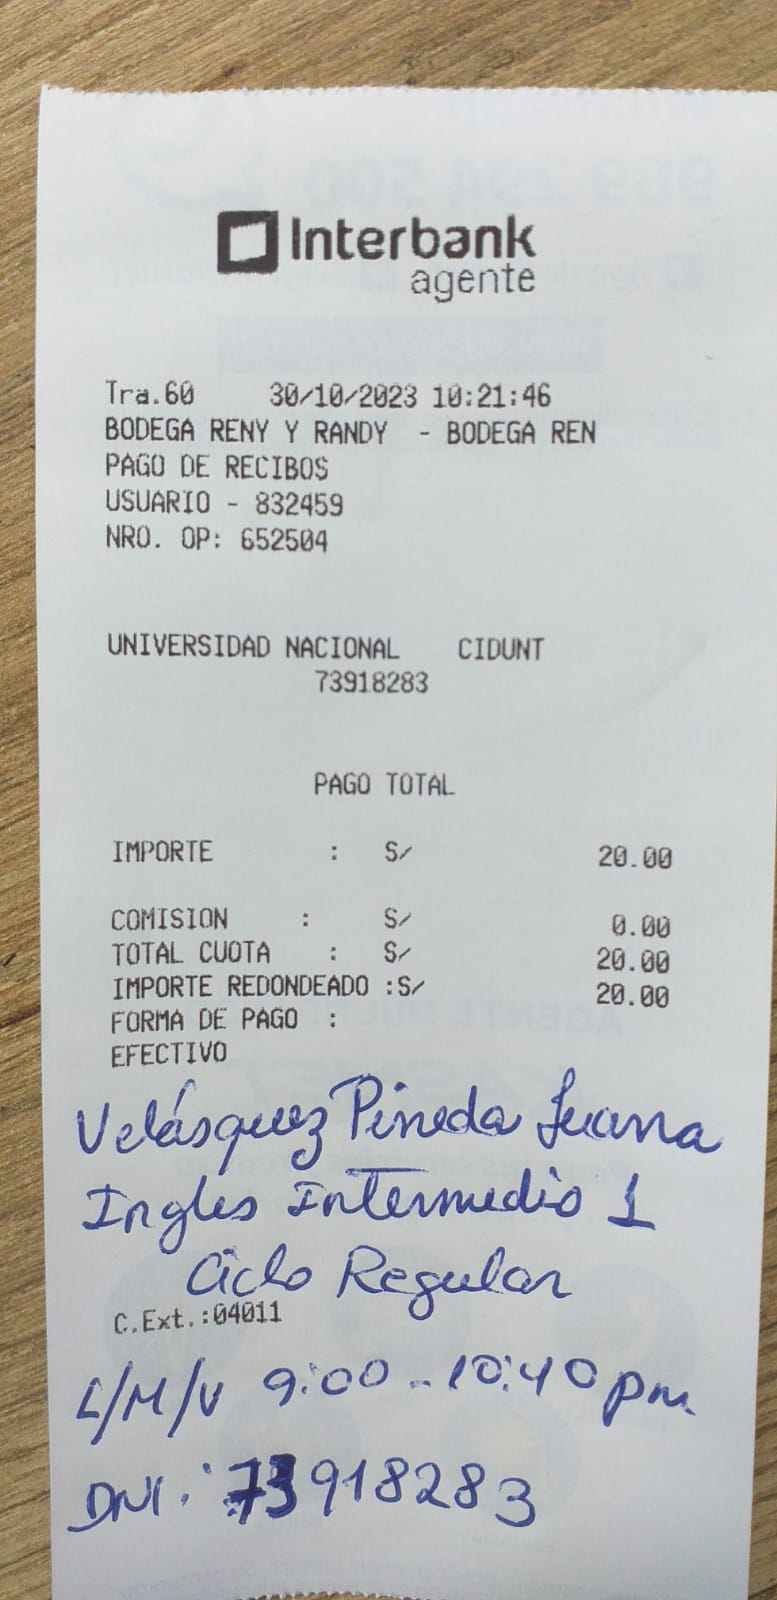 Interbank
agente
Tra.60 30/10/2023 10:21:46
BODEGA RENY Y RANDY - BODEGA REN
PAGO DE RECIBOS
USUARIO - 832459
NRO. OP: 652504
UNIVERSIDAD NACIONAL CIDUNT
73918283
PAGO TOTAL
IMPORTE : S/ 20.00
COMISION : S/ 0.00
TOTAL CUOTA : S/ 20.00
IMPORTE REDONDEADO :S/ 20.00
FORMA DE PAGO :
EFECTIVO
Velásquez Pineda Juana
Ingles Intermedio 1
Ciclo Regular
C.Ext.:04011
L/M/V 9:00 - 10:40 pm.
DNI: 73918283